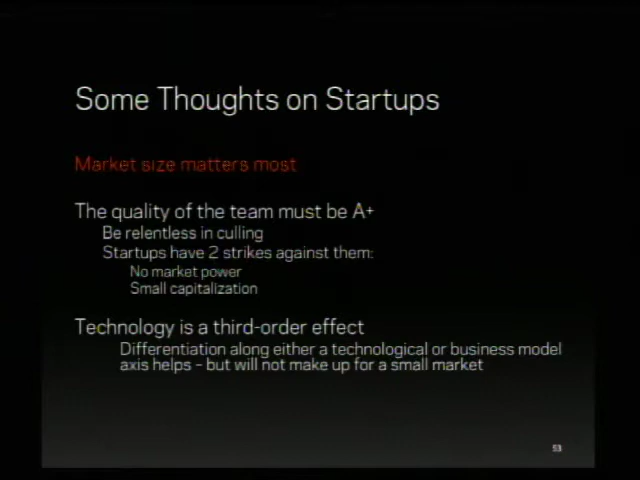 Some Thoughts on Startups
Market size matters most
The quality of the team must be A+
Be relentless in culling
Startups have 2 strikes against them:
No market power
Small capitalization
Technology is a third-order effect
Differentiation along either a technological or business model
axis helps - but will not make up for a small market
53